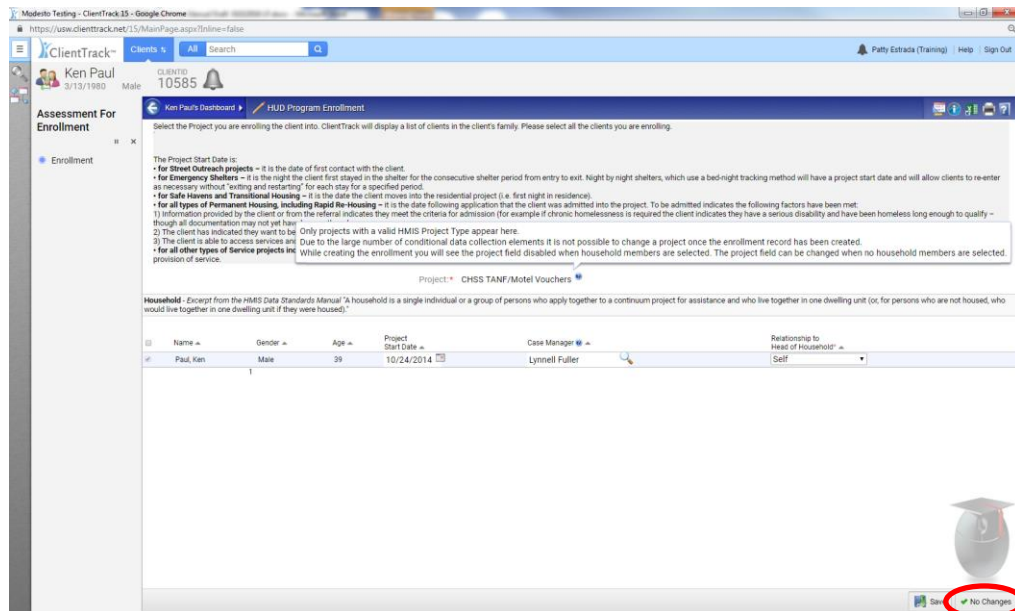 Modesto Testing - ClientTrack 15 - Google Chrome
https://usw.clienttrack.net/15/MainPage.aspx?Inline=false
ClientTrack™ Clients All Search Patty Estrada (Training) | Help | Sign Out
Ken Paul
3/13/1980 Male
CLIENTID
10585
Assessment For
Enrollment
Enrollment
Ken Paul's Dashboard HUD Program Enrollment
Select the Project you are enrolling the client into. ClientTrack will display a list of clients in the client's family. Please select all the clients you are enrolling.
The Project Start Date is:
• for Street Outreach projects – it is the date of first contact with the client.
• for Emergency Shelters – it is the night the client first stayed in the shelter for the consecutive shelter period from entry to exit. Night by night shelters, which use a bed-night tracking method will have a project start date and will allow clients to re-enter
as necessary without "exiting and restarting" for each stay for a specified period.
• for Safe Havens and Transitional Housing – it is the date the client moves into the residential project (i.e. first night in residence).
• for all types of Permanent Housing, including Rapid Re-Housing – it is the date following application that the client was admitted into the project. To be admitted indicates the following factors have been met:
1) Information provided by the client or from the referral indicates they meet the criteria for admission (for example if chronic homelessness is required the client indicates they have a serious disability and have been homeless long enough to qualify –
though all documentation may not yet have
2) The client has indicated they want to be
3) The client is able to access services and
• for all other types of Service projects
provision of service.
Only projects with a valid HMIS Project Type appear here.
Due to the large number of conditional data collection elements it is not possible to change a project once the enrollment record has been created.
While creating the enrollment you will see the project field disabled when household members are selected. The project field can be changed when no household members are selected.
Project:* CHSS TANF/Motel Vouchers
Household - Excerpt from the HMIS Data Standards Manual "A household is a single individual or a group of persons who apply together to a continuum project for assistance and who live together in one dwelling unit (or, for persons who are not housed, who
would live together in one dwelling unit if they were housed)."
Name Gender Age Project Start Date Case Manager Relationship to Head of Household*
Paul, Ken Male 39 10/24/2014 Lynnell Fuller Self
1
Save No Changes